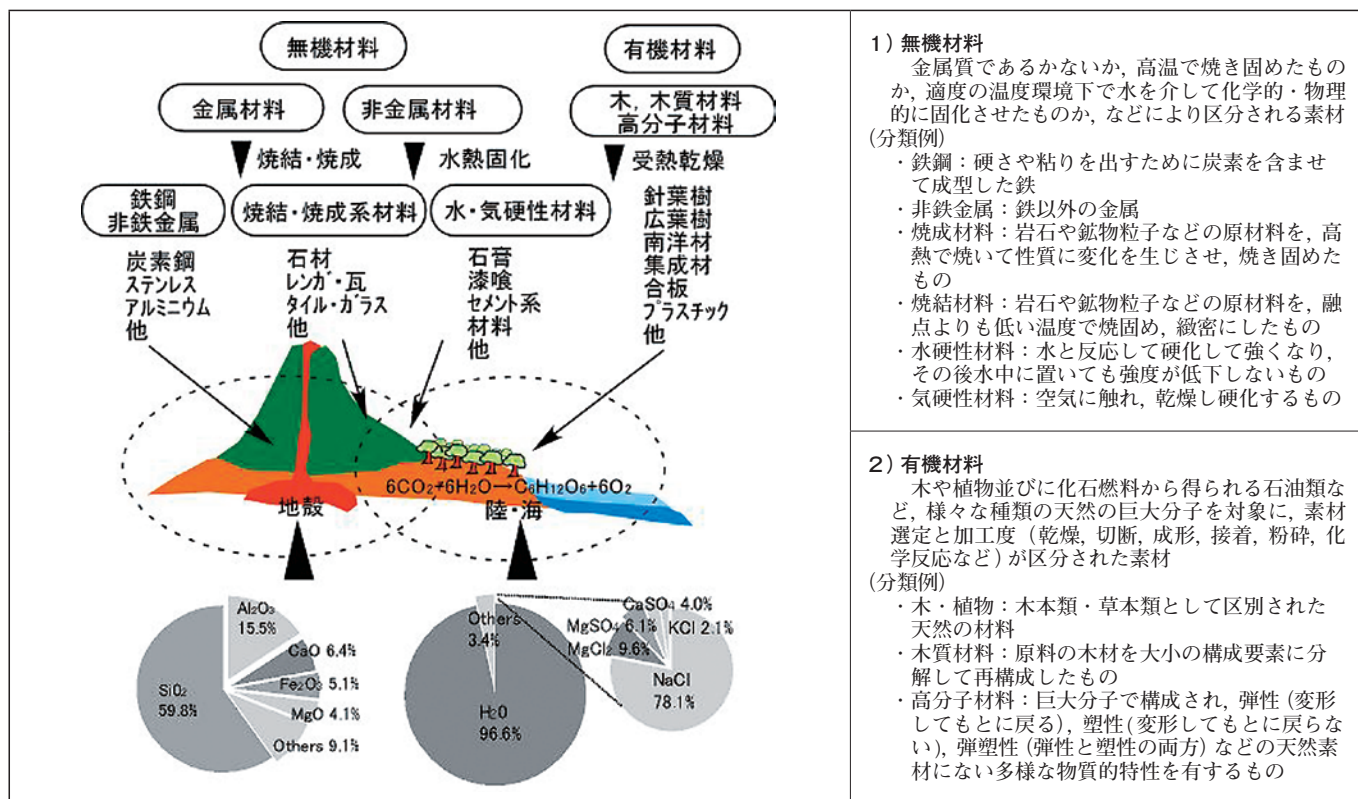 無機材料
有機材料
金属材料
非金属材料
木，木質材料
高分子材料
焼結・焼成
水熱固化
受熱乾燥
鉄鋼
非鉄金属
焼結・焼成系材料
水・気硬性材料
炭素鋼
ステンレス
アルミニウム
他
石材
レンガ・瓦
タイル・ガラス
他
石膏
漆喰
セメント系
材料
他
針葉樹
広葉樹
南洋材
集成材
合板
プラスチック
他
6CO₂+6H₂O→C₆H₁₂O₆+6O₂
地殻
陸・海
Al₂O₃
15.5%
CaO 6.4%
Fe₂O₃ 5.1%
MgO 4.1%
Others 9.1%
SiO₂
59.8%
Others
3.4%
H₂O
96.6%
CaSO₄ 4.0%
MgSO₄ 6.1%
KCl 2.1%
MgCl₂ 9.6%
NaCl
78.1%
1）無機材料
金属質であるかないか，高温で焼き固めたもの
か，適度の温度環境下で水を介して化学的・物理
的に固化させたものか，などにより区分される素材
(分類例)
・鉄鋼：硬さや粘りを出すために炭素を含ませ
て成型した鉄
・非鉄金属：鉄以外の金属
・焼成材料：岩石や鉱物粒子などの原材料を，高
熱で焼いて性質に変化を生じさせ，焼き固めた
もの
・焼結材料：岩石や鉱物粒子などの原材料を，融
点よりも低い温度で焼固め，緻密にしたもの
・水硬性材料：水と反応して硬化して強くなり，
その後水中に置いても強度が低下しないもの
・気硬性材料：空気に触れ，乾燥し硬化するもの
2）有機材料
木や植物並びに化石燃料から得られる石油類な
ど，様々な種類の天然の巨大分子を対象に，素材
選定と加工度（乾燥，切断，成形，接着，粉砕，化
学反応など）が区分された素材
(分類例)
・木・植物：木本類・草本類として区別された
天然の材料
・木質材料：原料の木材を大小の構成要素に分
解して再構成したもの
・高分子材料：巨大分子で構成され，弾性（変形
してもとに戻る），塑性(変形してもとに戻らな
い），弾塑性（弾性と塑性の両方）などの天然素
材にない多様な物質的特性を有するもの